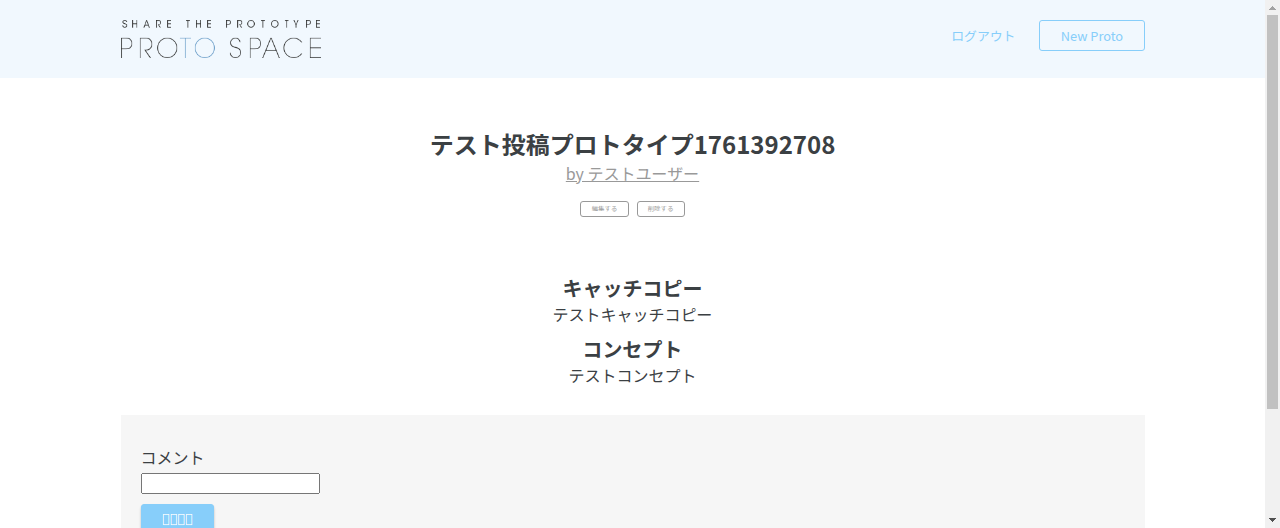 SHARE THE PROTOTYPE
PROTO SPACE
ログアウト
New Proto
テスト投稿プロトタイプ1761392708
by テストユーザー
編集する
削除する
キャッチコピー
テストキャッチコピー
コンセプト
テストコンセプト
コメント